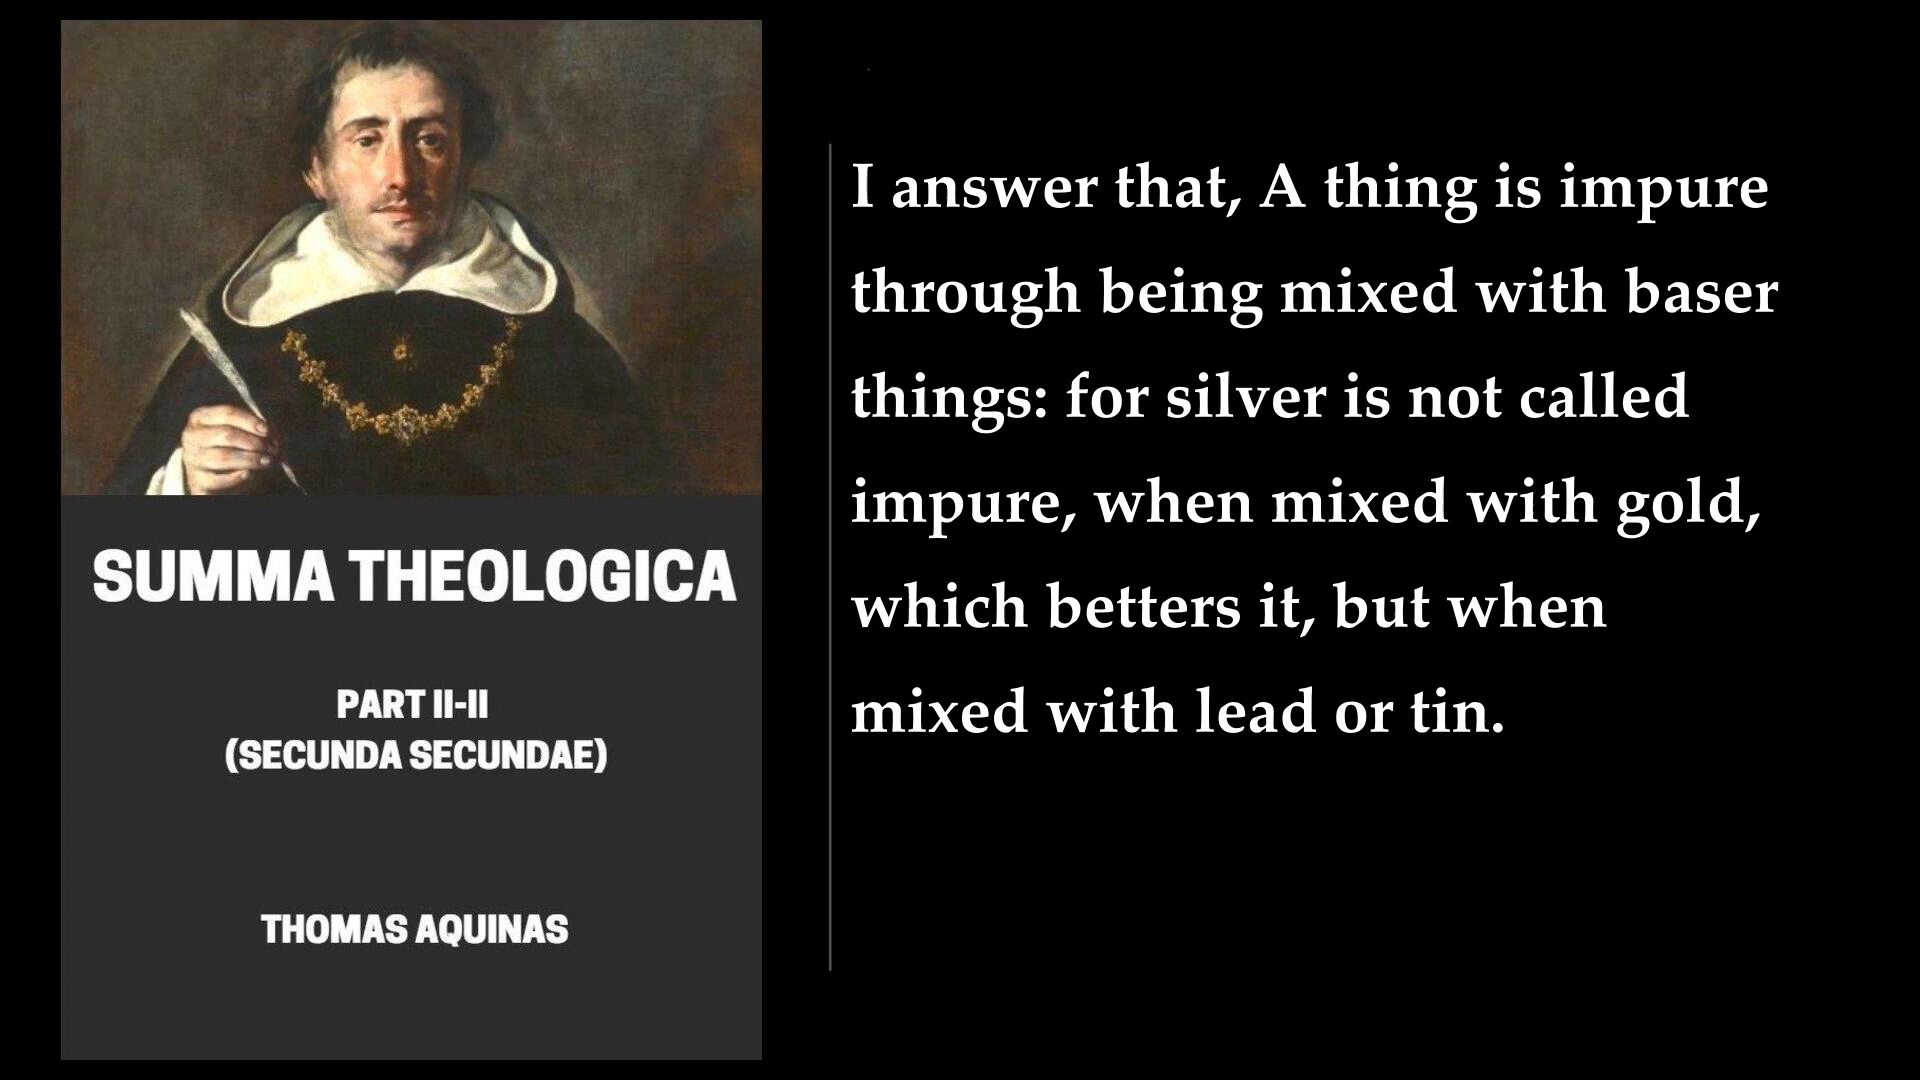 SUMMA THEOLOGICA
PART II-II
(SECUNDA SECUNDAE)
THOMAS AQUINAS
I answer that, A thing is impure
through being mixed with baser
things: for silver is not called
impure, when mixed with gold,
which betters it, but when
mixed with lead or tin.